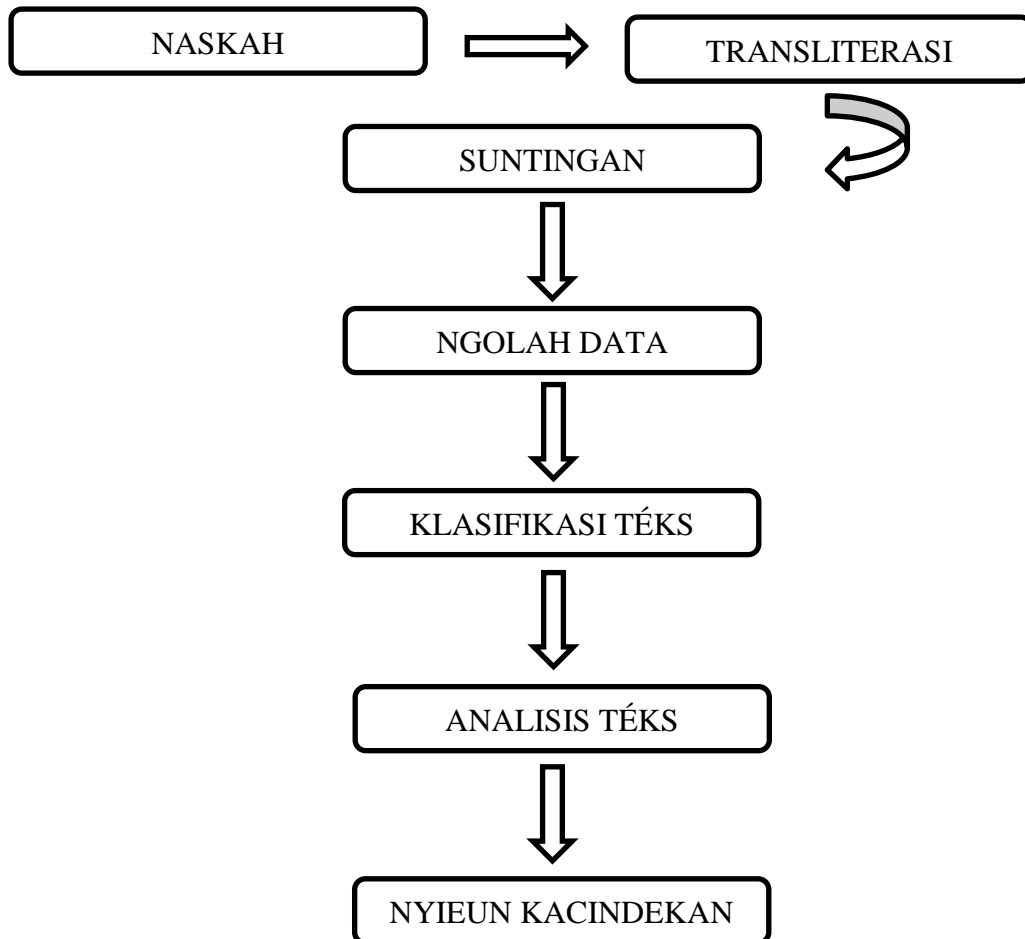 NASKAH
TRANSLITERASI
SUNTINGAN
NGOLAH DATA
KLASIFIKASI TÉKS
ANALISIS TÉKS
NYIEUN KACINDEKAN